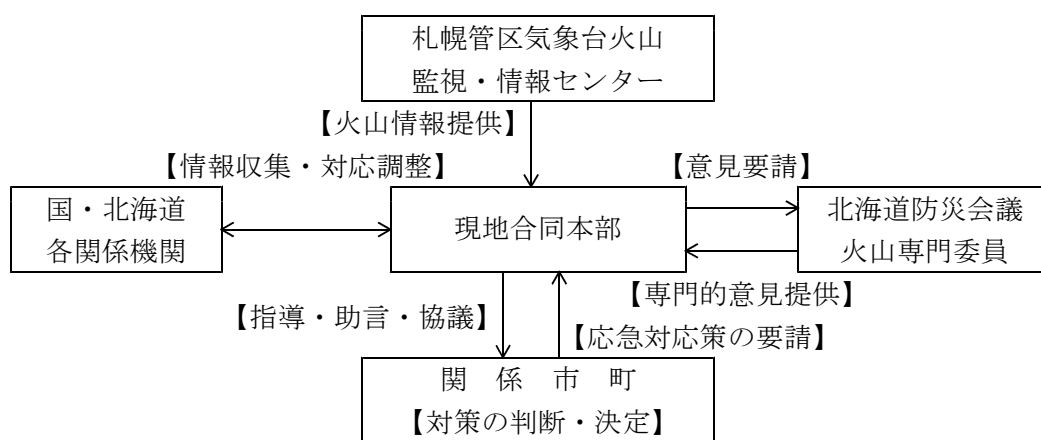 札幌管区気象台火山
監視・情報センター
【火山情報提供】
【情報収集・対応調整】
【意見要請】
国・北海道
各関係機関
現地合同本部
北海道防災会議
火山専門委員
【専門的意見提供】
【指導・助言・協議】
【応急対応策の要請】
関　係　市　町
【対策の判断・決定】